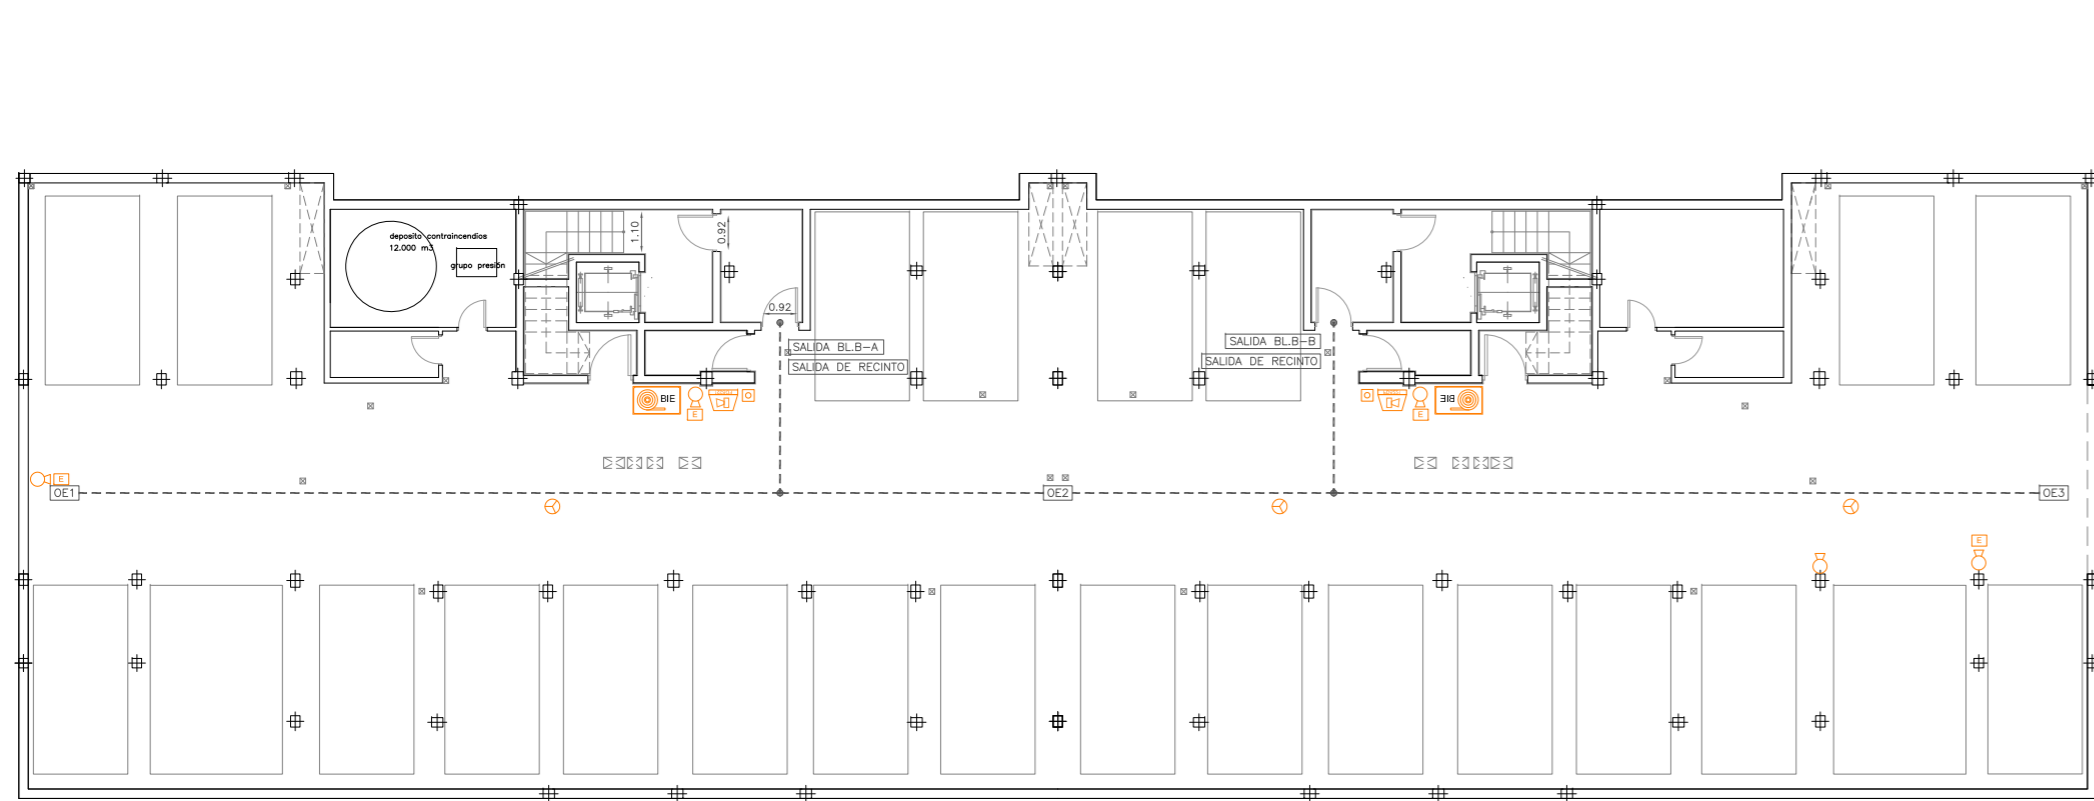 deposito contraincendios
12.000 m3
grupo presión
1.10
0.92
0.92
SALIDA BL.B-A
SALIDA DE RECINTO
SALIDA BL.B-B
SALIDA DE RECINTO
BIE
E
E
BIE
E
OE1
OE2
OE3
E